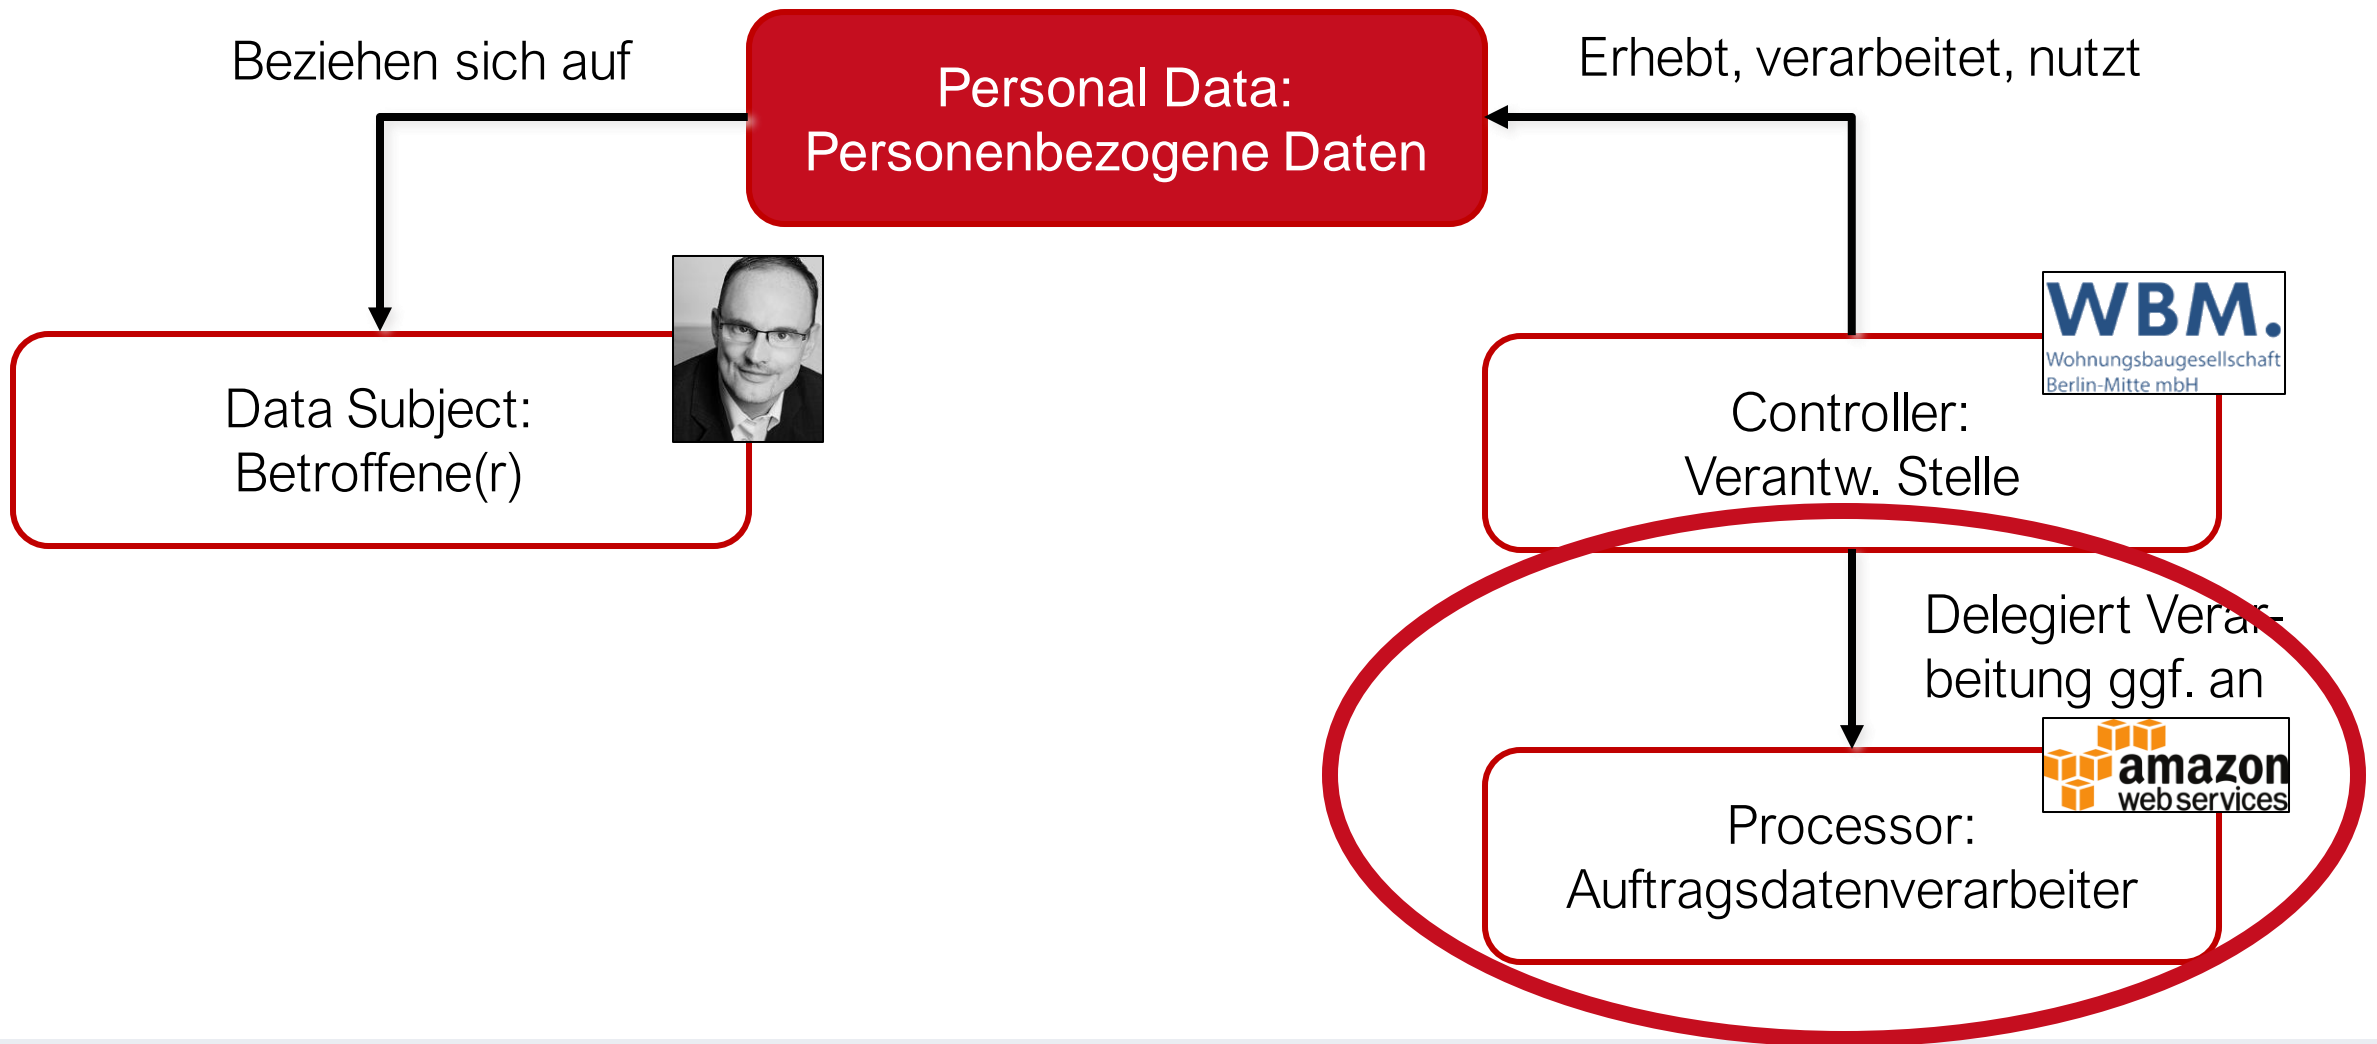 Beziehen sich auf
Personal Data:
Personenbezogene Daten
Erhebt, verarbeitet, nutzt
Data Subject:
Betroffene(r)
WBM.
Wohnungsbaugesellschaft
Berlin-Mitte mbH
Controller:
Verantw. Stelle
Delegiert Verar-
beitung ggf. an
amazon
web services
Processor:
Auftragsdatenverarbeiter